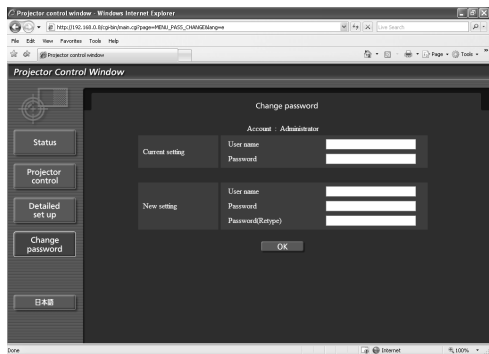 Projector control window - Windows Internet Explorer
http://192.168.0.8/cgi-bin/main.cgi?page=MENU_PASS_CHANGE&lang=e
Live Search
File Edit View Favorites Tools Help
Projector control window
Page Tools
Projector Control Window
Change password
Account : Administrator
Status
Current setting
User name
Password
Projector
control
New setting
User name
Password
Password(Retype)
Detailed
set up
Change
password
OK
日本語
Done
Internet
100%